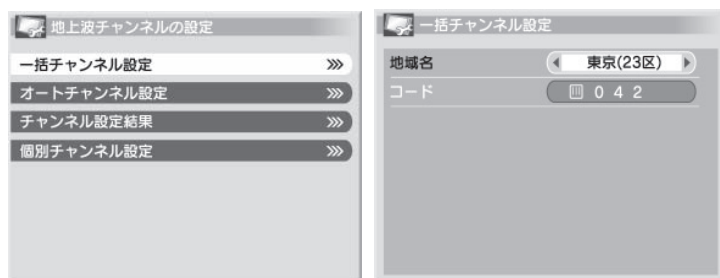 地上波チャンネルの設定
一括チャンネル設定
オートチャンネル設定
チャンネル設定結果
個別チャンネル設定
一括チャンネル設定
地域名 東京(23区)
コード 0 4 2